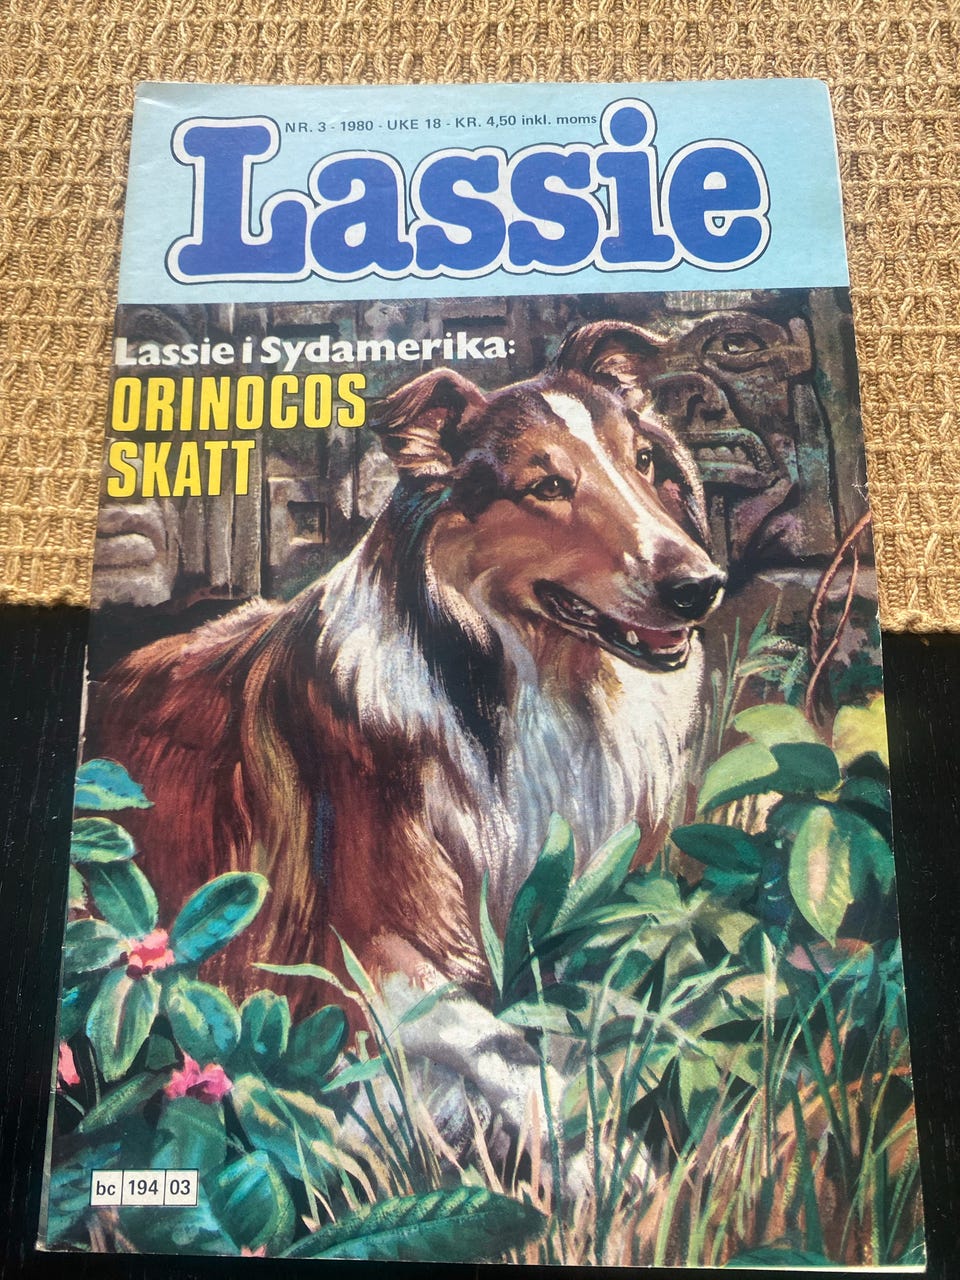 NR. 3 - 1980 - UKE 18 - KR. 4,50 inkl. moms
Lassie
Lassie i Sydamerika:
ORINOCOS
SKATT
bc 194 03